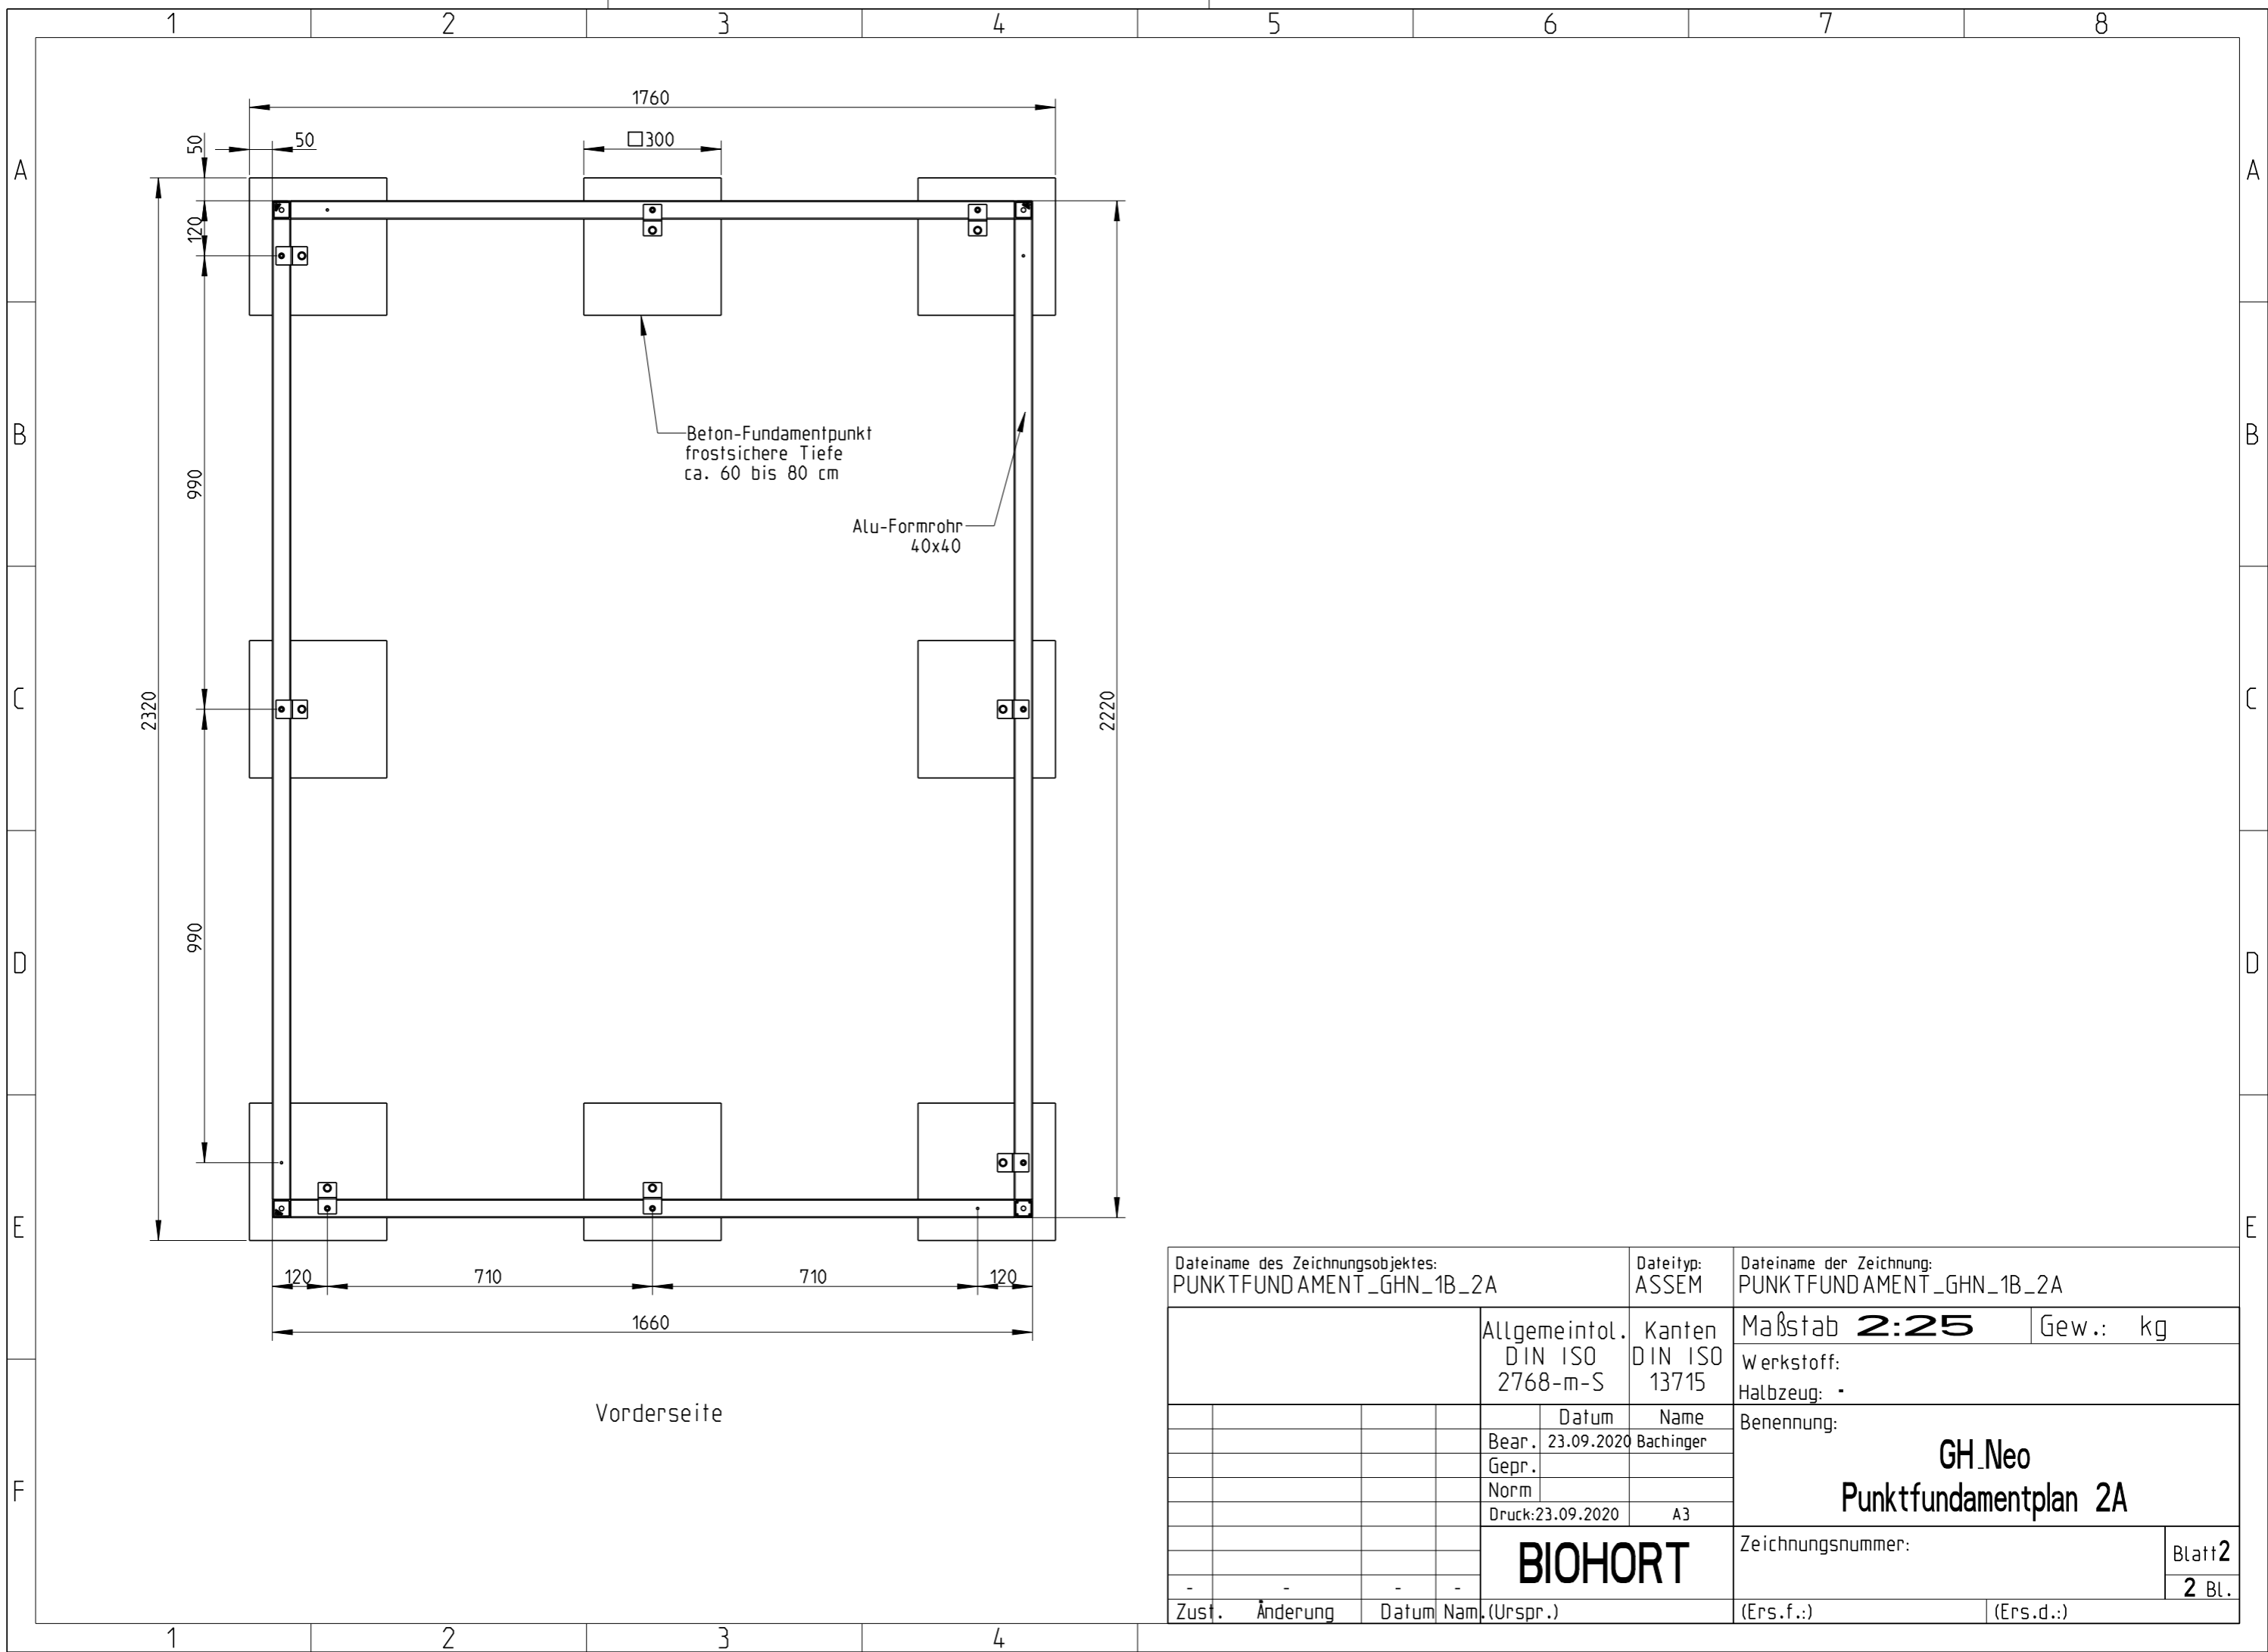 1 2 3 4 5 6 7 8
1760
□300
50
50
A A
120
B B
Beton-Fundamentpunkt
frostsichere Tiefe
ca. 60 bis 80 cm
990
Alu-Formrohr
40x40
C C
2320
2220
990
D D
E E
120 710 710 120
1660
Vorderseite
F
Dateiname des Zeichnungsobjektes:
PUNKTFUNDAMENT_GHN_1B_2A
Dateityp:
ASSEM
Dateiname der Zeichnung:
PUNKTFUNDAMENT_GHN_1B_2A
Allgemeintol.
DIN ISO
2768-m-S
Kanten
DIN ISO
13715
Maßstab 2:25
Gew.: kg
Werkstoff:
Halbzeug: -
Datum Name
Bear. 23.09.2020 Bachinger
Gepr.
Norm
Druck:23.09.2020 A3
Benennung:
GH_Neo
Punktfundamentplan 2A
BIOHORT
Zeichnungsnummer:
Blatt2
2 Bl.
- - - -
Zust. Änderung Datum Nam. (Urspr.) (Ers.f.:) (Ers.d.:)
1 2 3 4